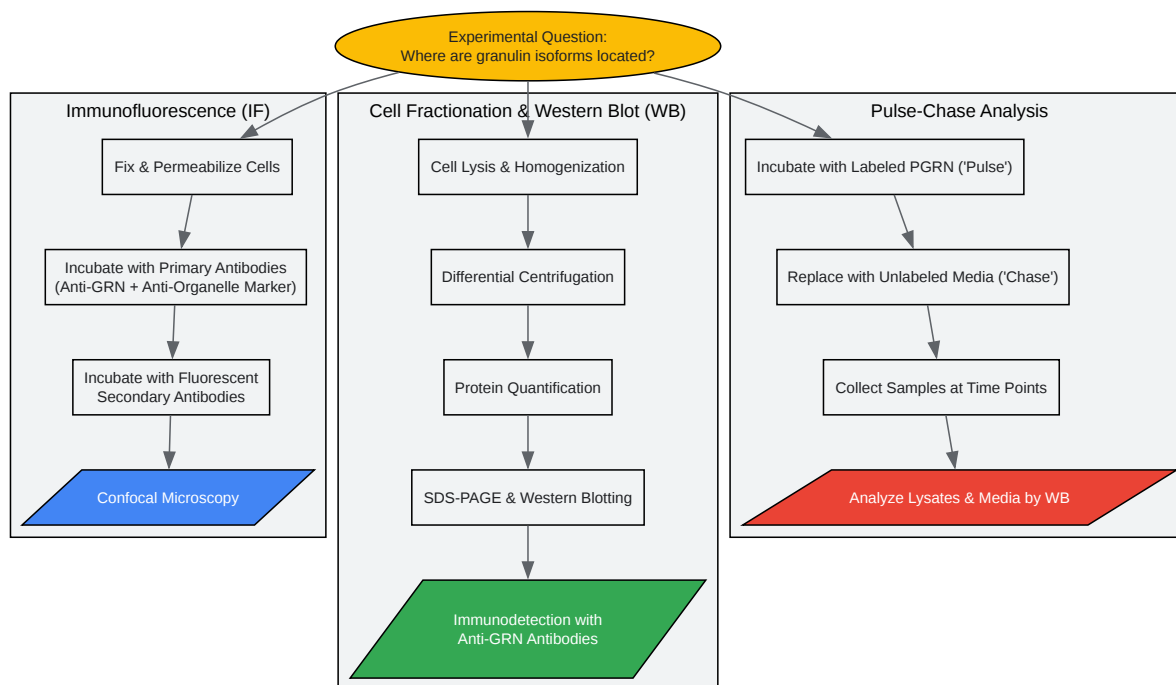 Experimental Question:
Where are granulin isoforms located?
Immunofluorescence (IF)
Fix & Permeabilize Cells
Incubate with Primary Antibodies
(Anti-GRN + Anti-Organelle Marker)
Incubate with Fluorescent
Secondary Antibodies
Confocal Microscopy
Cell Fractionation & Western Blot (WB)
Cell Lysis & Homogenization
Differential Centrifugation
Protein Quantification
SDS-PAGE & Western Blotting
Immunodetection with
Anti-GRN Antibodies
Pulse-Chase Analysis
Incubate with Labeled PGRN ('Pulse')
Replace with Unlabeled Media ('Chase')
Collect Samples at Time Points
Analyze Lysates & Media by WB